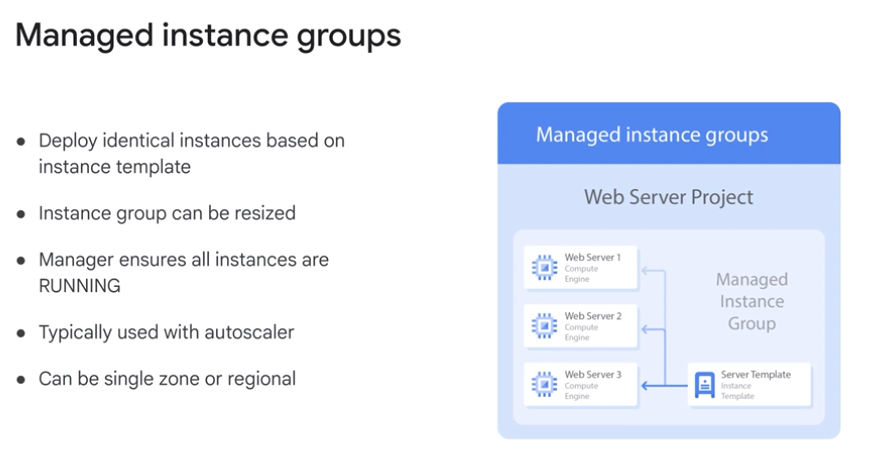 Managed instance groups
● Deploy identical instances based on
instance template
● Instance group can be resized
● Manager ensures all instances are
RUNNING
● Typically used with autoscaler
● Can be single zone or regional
Managed instance groups
Web Server Project
Web Server 1
Compute
Engine
Web Server 2
Compute
Engine
Web Server 3
Compute
Engine
Managed
Instance
Group
Server Template
Instance
Template